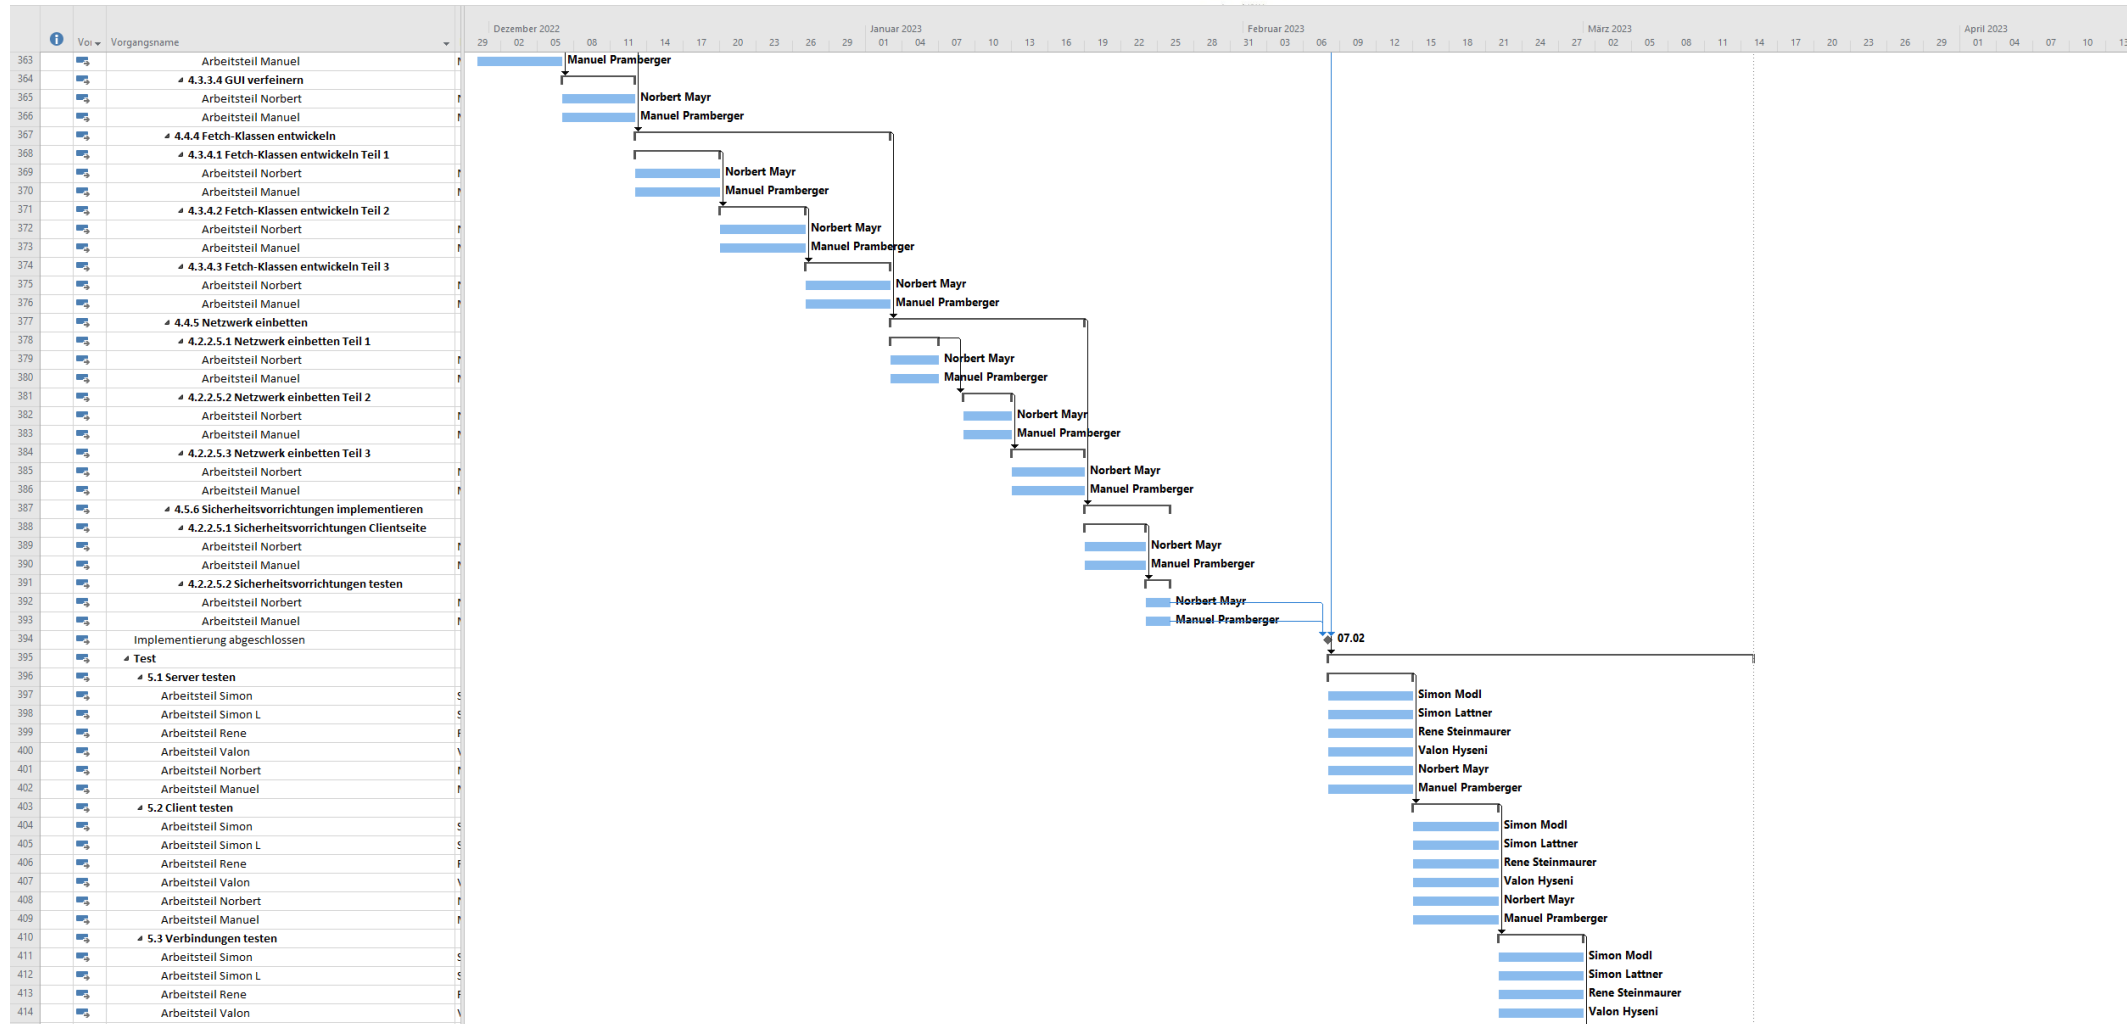 Dezember 2022 Januar 2023 Februar 2023 März 2023 April 2023
Vorgangsname 29 02 05 08 11 14 17 20 23 26 29 01 04 07 10 13 16 19 22 25 28 31 03 06 09 12 15 18 21 24 27 02 05 08 11 14 17 20 23 26 29 01 04 07 10 13
363 Arbeitsteil Manuel Manuel Pramberger
364 4.3.3.4 GUI verfeinern
365 Arbeitsteil Norbert Norbert Mayr
366 Arbeitsteil Manuel Manuel Pramberger
367 4.4.4 Fetch-Klassen entwickeln
368 4.3.4.1 Fetch-Klassen entwickeln Teil 1
369 Arbeitsteil Norbert Norbert Mayr
370 Arbeitsteil Manuel Manuel Pramberger
371 4.3.4.2 Fetch-Klassen entwickeln Teil 2
372 Arbeitsteil Norbert Norbert Mayr
373 Arbeitsteil Manuel Manuel Pramberger
374 4.3.4.3 Fetch-Klassen entwickeln Teil 3
375 Arbeitsteil Norbert Norbert Mayr
376 Arbeitsteil Manuel Manuel Pramberger
377 4.4.5 Netzwerk einbetten
378 4.2.2.5.1 Netzwerk einbetten Teil 1
379 Arbeitsteil Norbert Norbert Mayr
380 Arbeitsteil Manuel Manuel Pramberger
381 4.2.2.5.2 Netzwerk einbetten Teil 2
382 Arbeitsteil Norbert Norbert Mayr
383 Arbeitsteil Manuel Manuel Pramberger
384 4.2.2.5.3 Netzwerk einbetten Teil 3
385 Arbeitsteil Norbert Norbert Mayr
386 Arbeitsteil Manuel Manuel Pramberger
387 4.5.6 Sicherheitsvorrichtungen implementieren
388 4.2.2.5.1 Sicherheitsvorrichtungen Clientseite
389 Arbeitsteil Norbert Norbert Mayr
390 Arbeitsteil Manuel Manuel Pramberger
391 4.2.2.5.2 Sicherheitsvorrichtungen testen
392 Arbeitsteil Norbert Norbert Mayr
393 Arbeitsteil Manuel Manuel Pramberger
394 Implementierung abgeschlossen 07.02
395 Test
396 5.1 Server testen
397 Arbeitsteil Simon Simon Modl
398 Arbeitsteil Simon L Simon Lattner
399 Arbeitsteil Rene Rene Steinmaurer
400 Arbeitsteil Valon Valon Hyseni
401 Arbeitsteil Norbert Norbert Mayr
402 Arbeitsteil Manuel Manuel Pramberger
403 5.2 Client testen
404 Arbeitsteil Simon Simon Modl
405 Arbeitsteil Simon L Simon Lattner
406 Arbeitsteil Rene Rene Steinmaurer
407 Arbeitsteil Valon Valon Hyseni
408 Arbeitsteil Norbert Norbert Mayr
409 Arbeitsteil Manuel Manuel Pramberger
410 5.3 Verbindungen testen
411 Arbeitsteil Simon Simon Modl
412 Arbeitsteil Simon L Simon Lattner
413 Arbeitsteil Rene Rene Steinmaurer
414 Arbeitsteil Valon Valon Hyseni